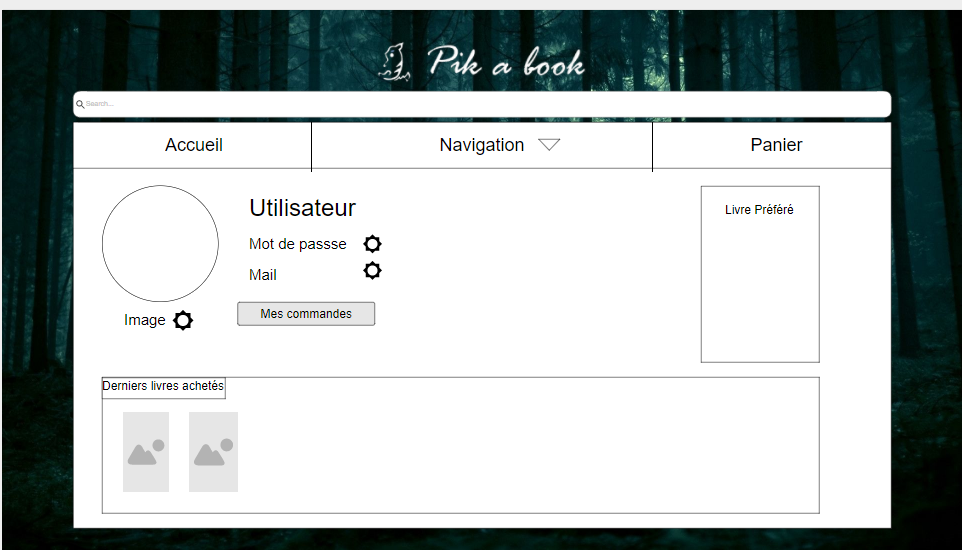 Pik a book
Search...
Accueil
Navigation
Panier
Utilisateur
Mot de passse
Mail
Image
Mes commandes
Livre Préféré
Derniers livres achetés